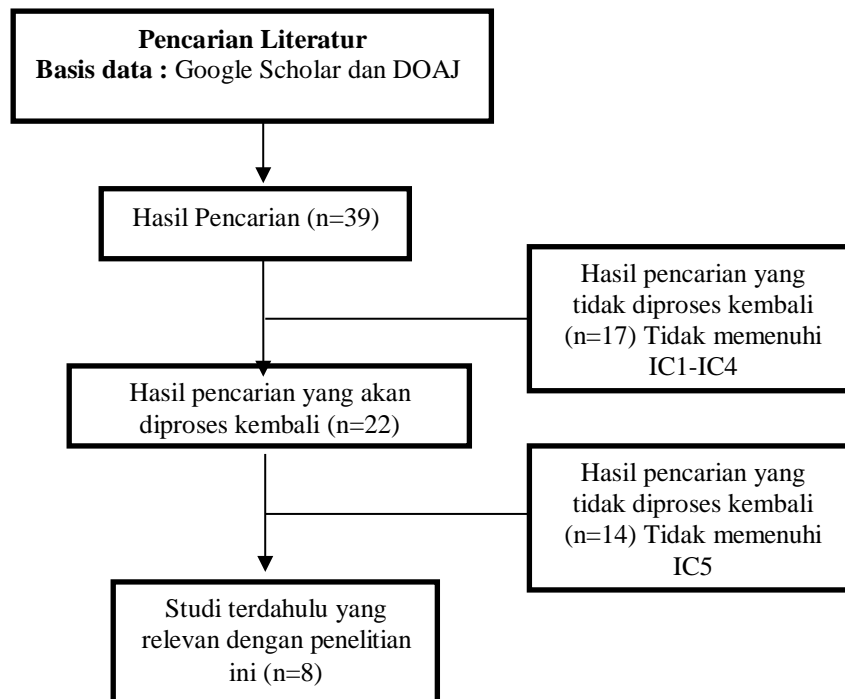 Pencarian Literatur
Basis data : Google Scholar dan DOAJ
Hasil Pencarian (n=39)
Hasil pencarian yang
tidak diproses kembali
(n=17) Tidak memenuhi
IC1-IC4
Hasil pencarian yang akan
diproses kembali (n=22)
Hasil pencarian yang
tidak diproses kembali
(n=14) Tidak memenuhi
IC5
Studi terdahulu yang
relevan dengan penelitian
ini (n=8)